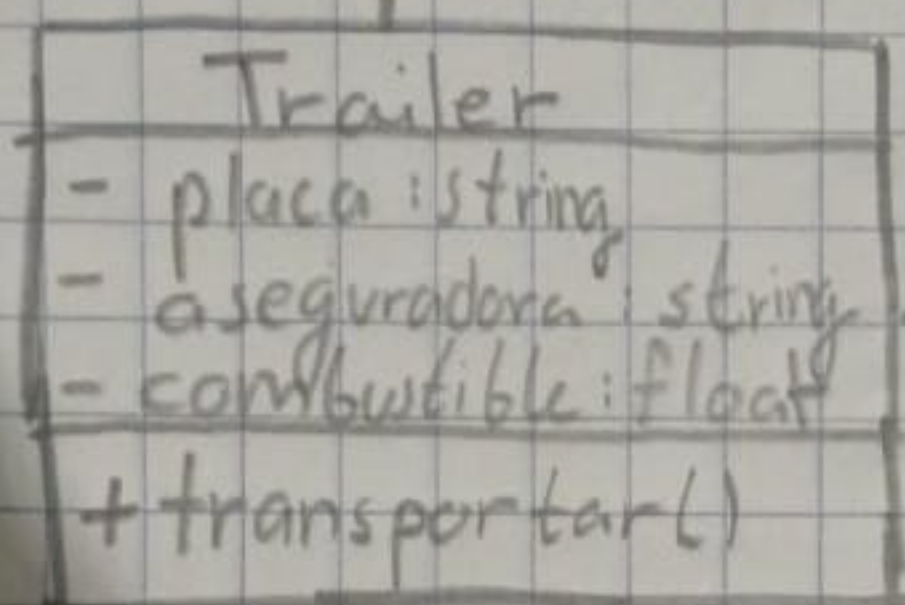 Trailer
- placa : string
- aseguradora : string
- combustible : float
+ transportar()